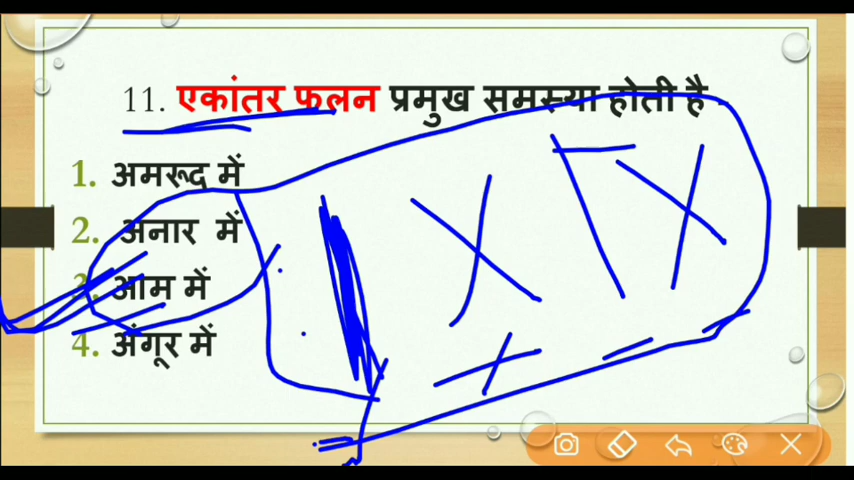 11. एकांतर फलन प्रमुख समस्या होती है -
1. अमरूद में
2. अनार में
3. आम में
4. अंगूर में